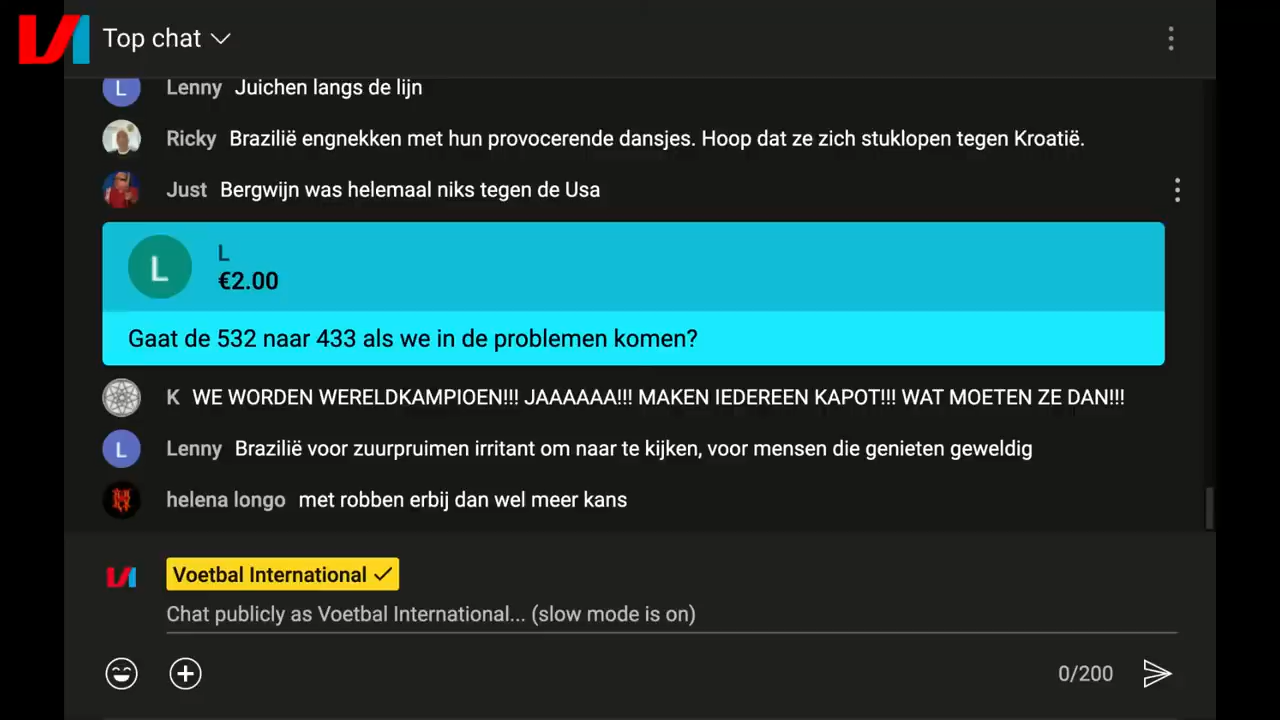 VI Top chat
L Lenny Juichen langs de lijn
Ricky Brazilië engnekken met hun provocerende dansjes. Hoop dat ze zich stuklopen tegen Kroatië.
Just Bergwijn was helemaal niks tegen de Usa
L
L €2.00
Gaat de 532 naar 433 als we in de problemen komen?
K WE WORDEN WERELDKAMPIOEN!!! JAAAAAA!!! MAKEN IEDEREEN KAPOT!!! WAT MOETEN ZE DAN!!!
L Lenny Brazilië voor zuurpruimen irritant om naar te kijken, voor mensen die genieten geweldig
helena longo met robben erbij dan wel meer kans
VI Voetbal International
Chat publicly as Voetbal International... (slow mode is on)
0/200